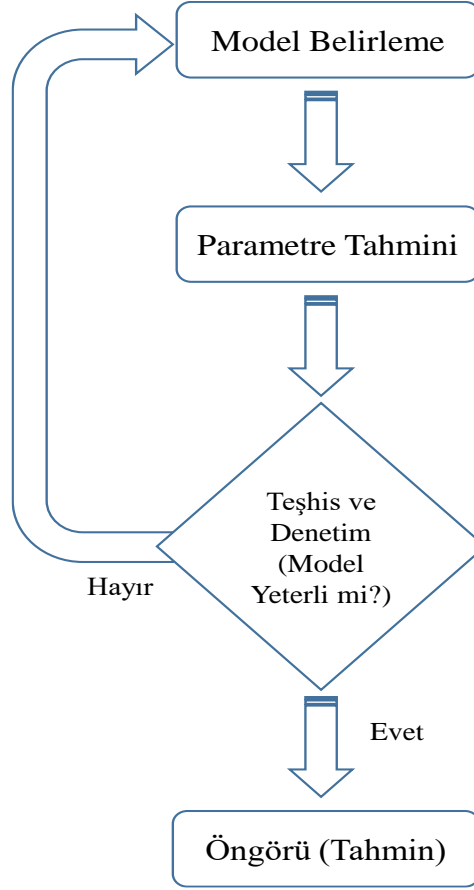 Model Belirleme
Parametre Tahmini
Teşhis ve
Denetim
(Model
Yeterli mi?)
Hayır
Evet
Öngörü (Tahmin)